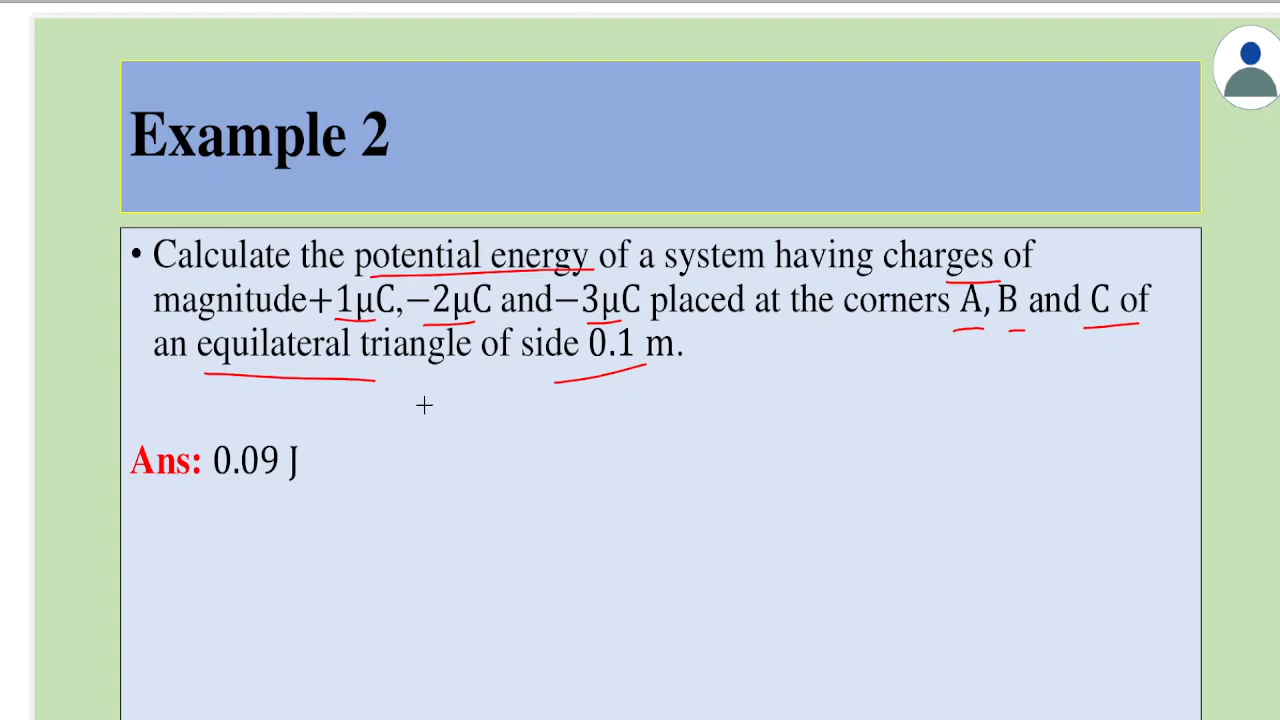 Example 2
• Calculate the potential energy of a system having charges of
magnitude+1μC,−2μC and−3μC placed at the corners A, B and C of
an equilateral triangle of side 0.1 m.
Ans: 0.09 J